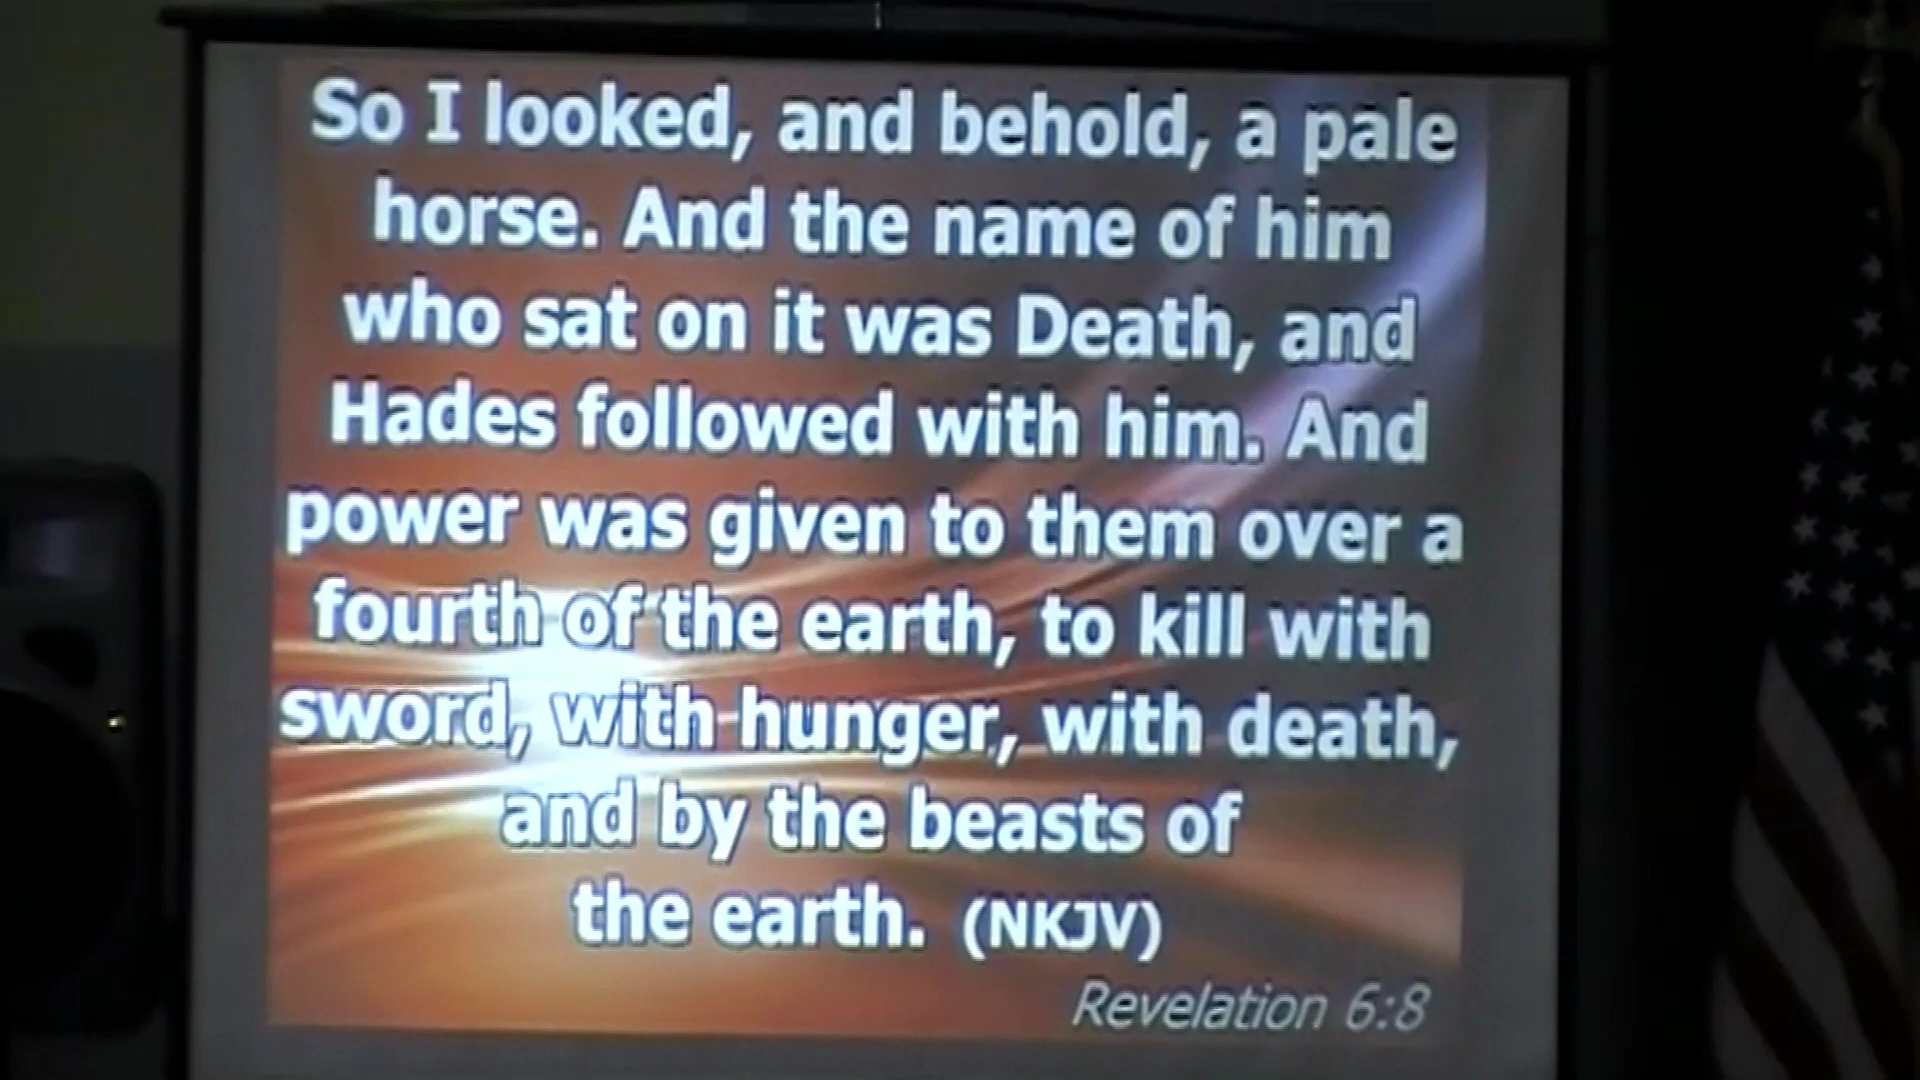 So I looked, and behold, a pale
horse. And the name of him
who sat on it was Death, and
Hades followed with him. And
power was given to them over a
fourth of the earth, to kill with
sword, with hunger, with death,
and by the beasts of
the earth. (NKJV)
Revelation 6:8